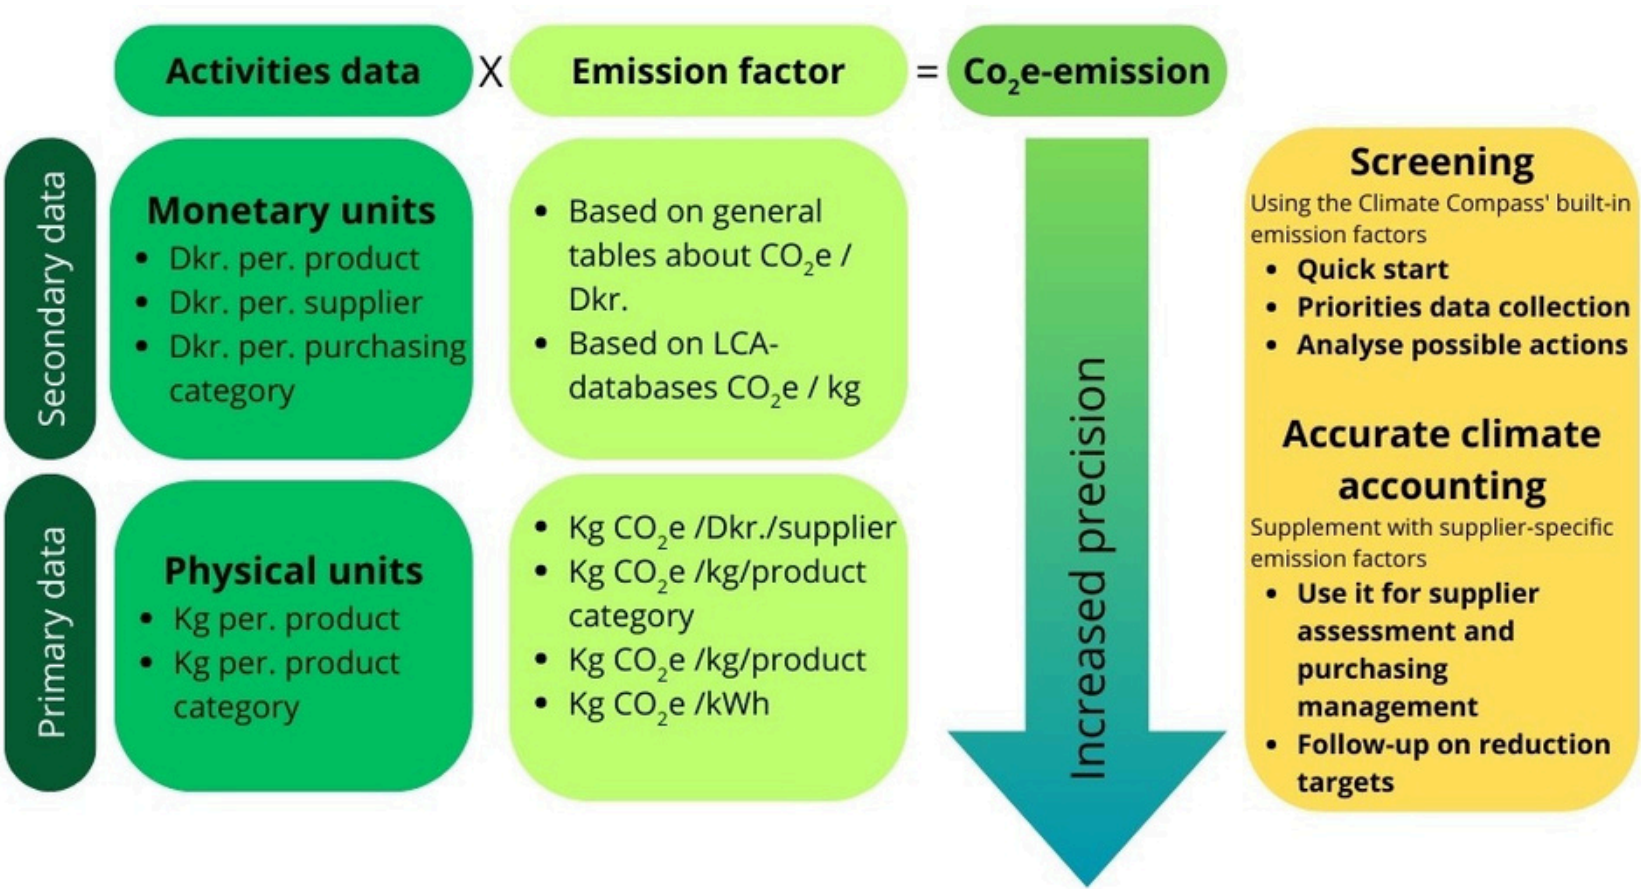 Activities data X Emission factor = Co₂e-emission
Secondary data
Monetary units
• Dkr. per. product
• Dkr. per. supplier
• Dkr. per. purchasing
category
• Based on general
tables about CO₂e /
Dkr.
• Based on LCA-
databases CO₂e / kg
Primary data
Physical units
• Kg per. product
• Kg per. product
category
• Kg CO₂e /Dkr./supplier
• Kg CO₂e /kg/product
category
• Kg CO₂e /kg/product
• Kg CO₂e /kWh
Increased precision
Screening
Using the Climate Compass' built-in
emission factors
• Quick start
• Priorities data collection
• Analyse possible actions
Accurate climate
accounting
Supplement with supplier-specific
emission factors
• Use it for supplier
assessment and
purchasing
management
• Follow-up on reduction
targets